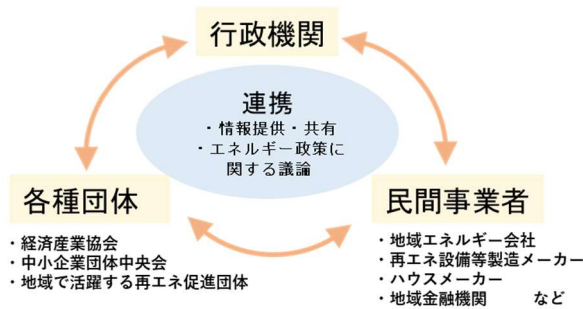 行政機関
連携
・情報提供・共有
・エネルギー政策に
関する議論
各種団体
・経済産業協会
・中小企業団体中央会
・地域で活躍する再エネ促進団体
民間事業者
・地域エネルギー会社
・再エネ設備等製造メーカー
・ハウスメーカー
・地域金融機関　　など